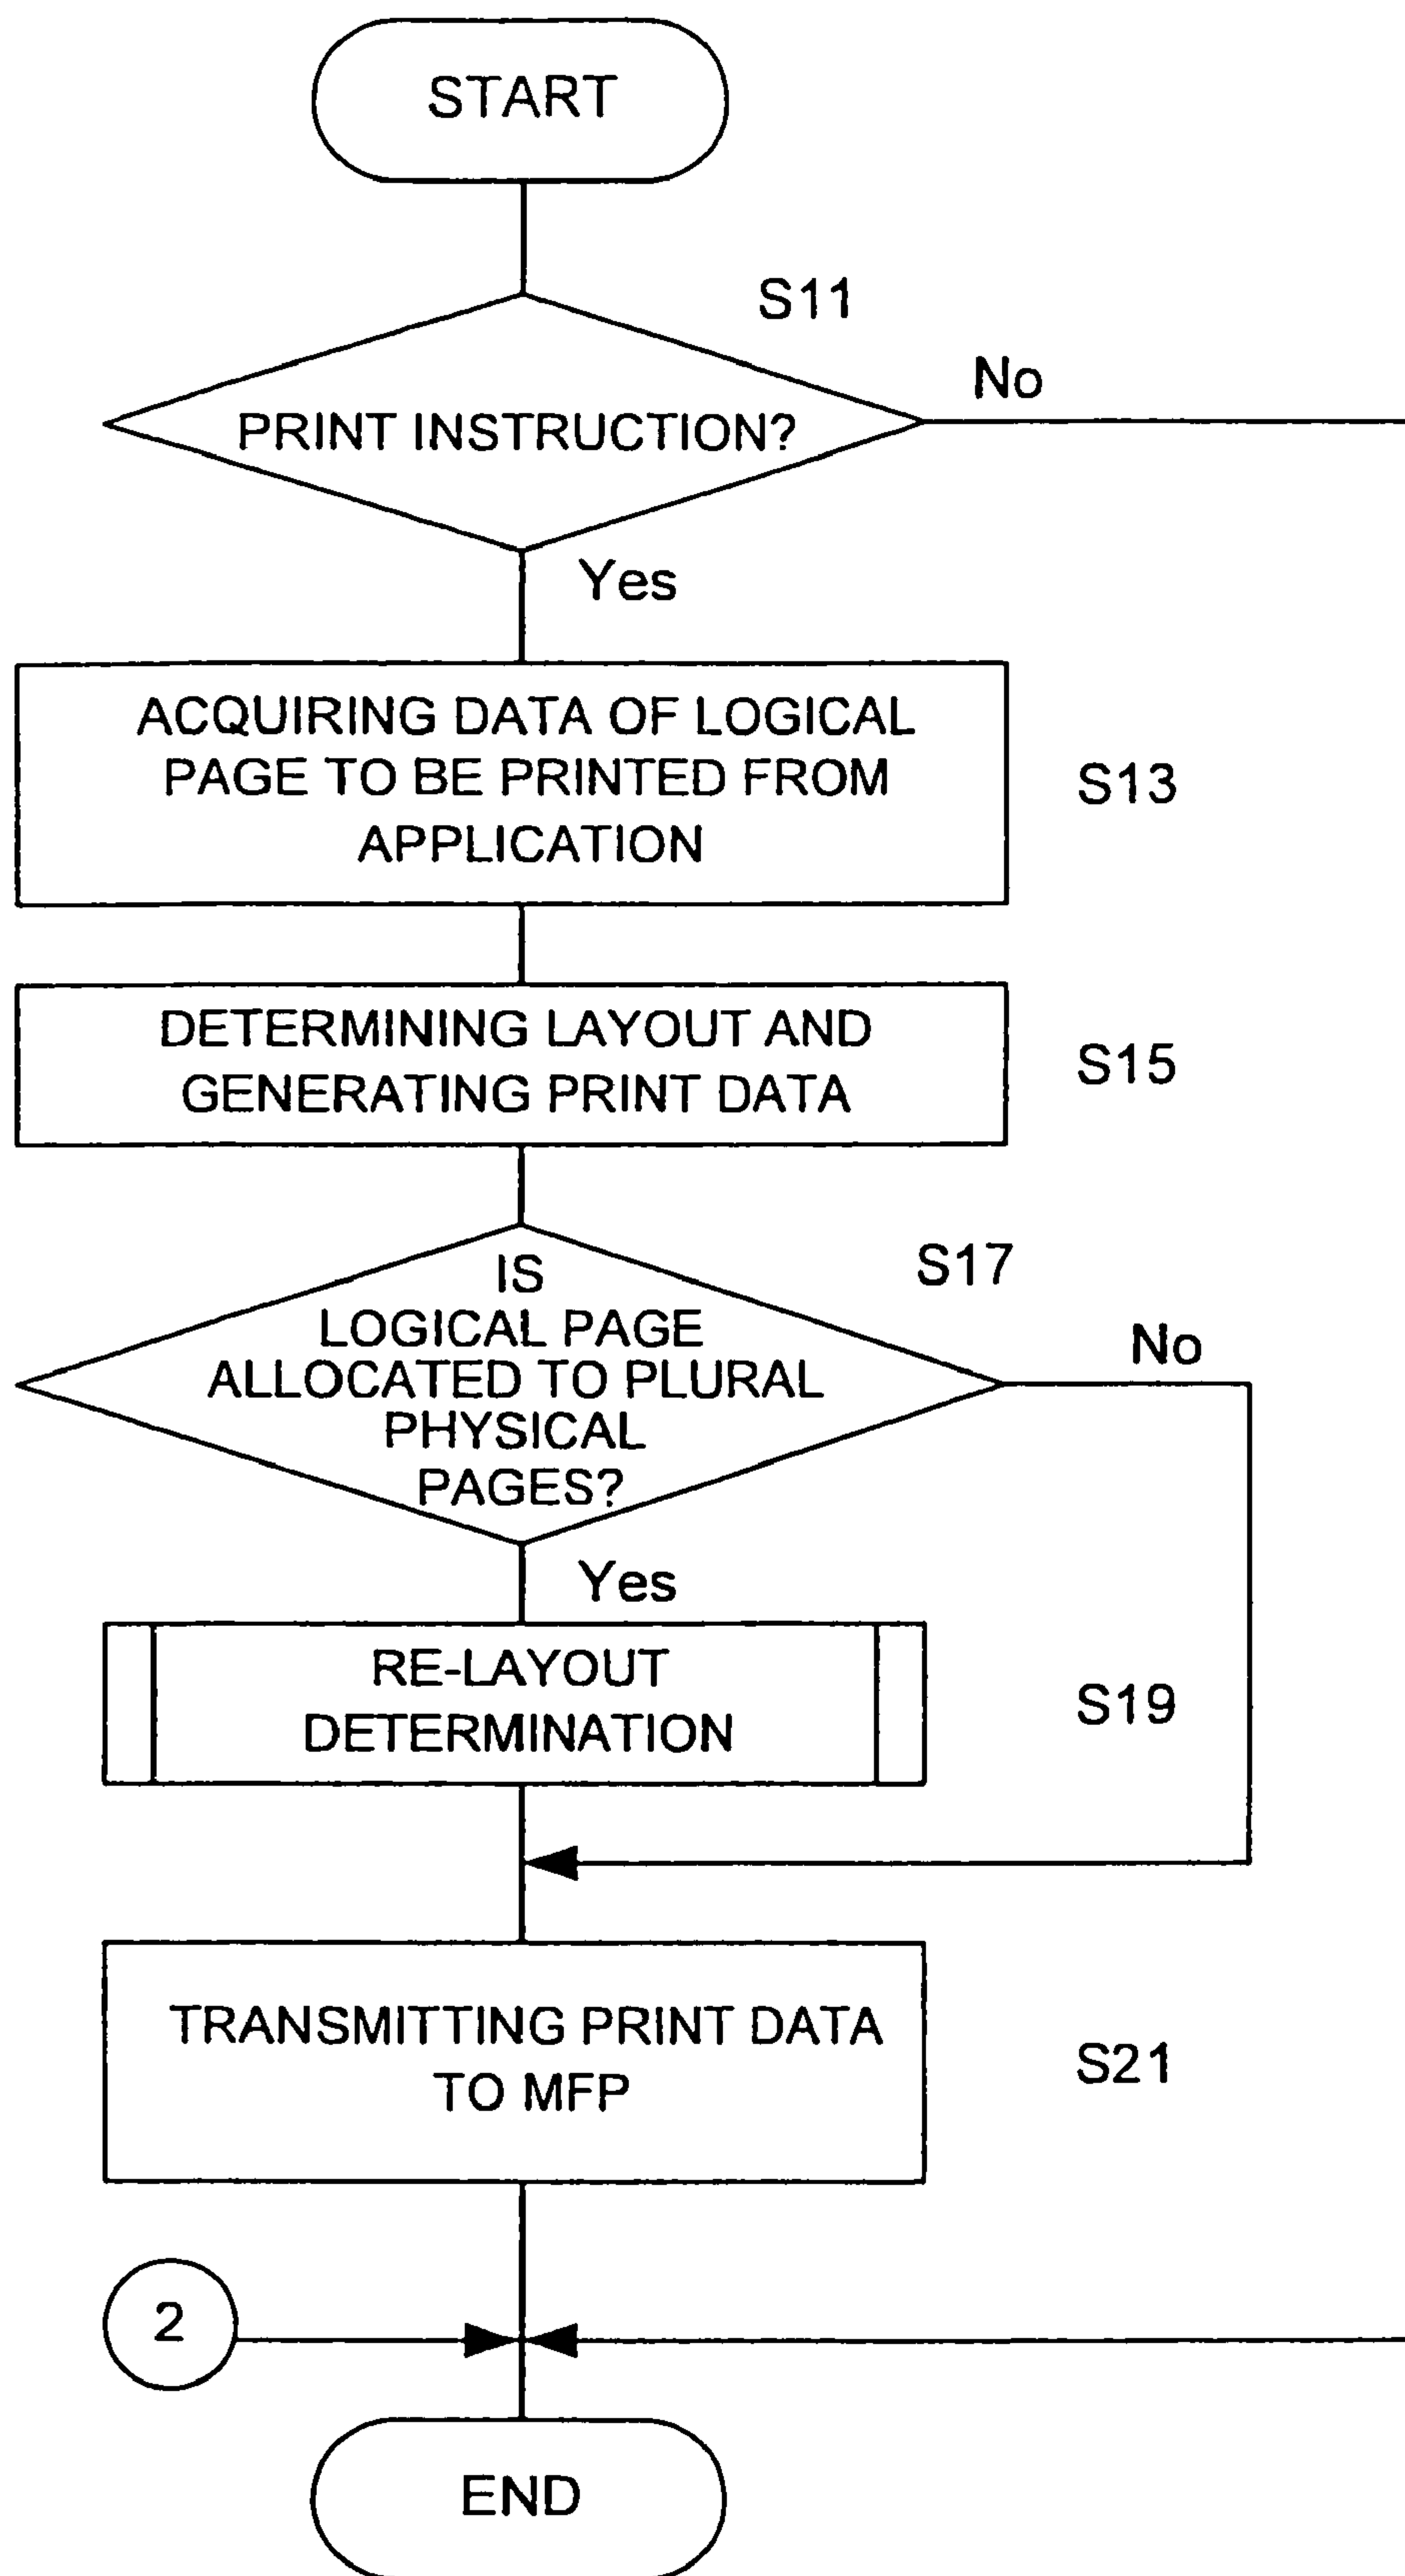 START
S11
No
PRINT INSTRUCTION?
Yes
ACQUIRING DATA OF LOGICAL
PAGE TO BE PRINTED FROM
APPLICATION
S13
DETERMINING LAYOUT AND
GENERATING PRINT DATA
S15
S17
IS
LOGICAL PAGE
ALLOCATED TO PLURAL
PHYSICAL
PAGES?
No
Yes
RE-LAYOUT
DETERMINATION
S19
TRANSMITTING PRINT DATA
TO MFP
S21
2
END